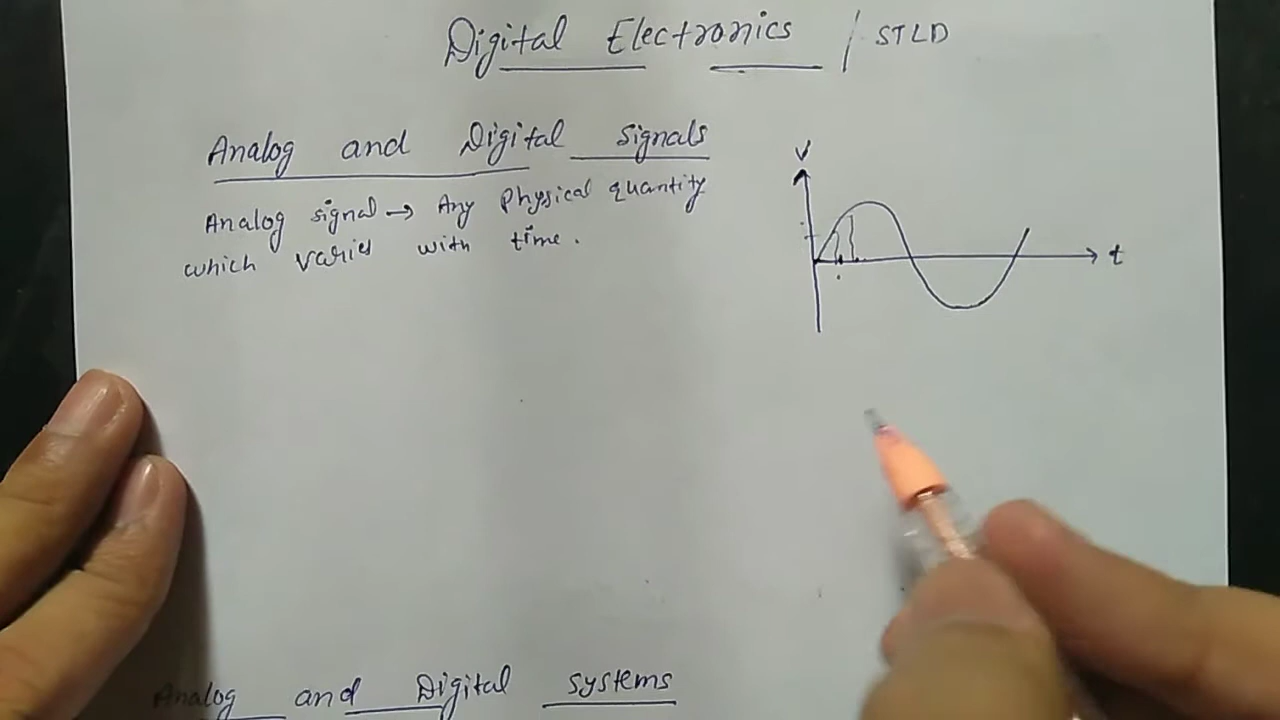 Digital Electronics / STLD
Analog and Digital signals
Analog signal → Any Physical quantity
which varies with time.
V
t
Analog and Digital systems